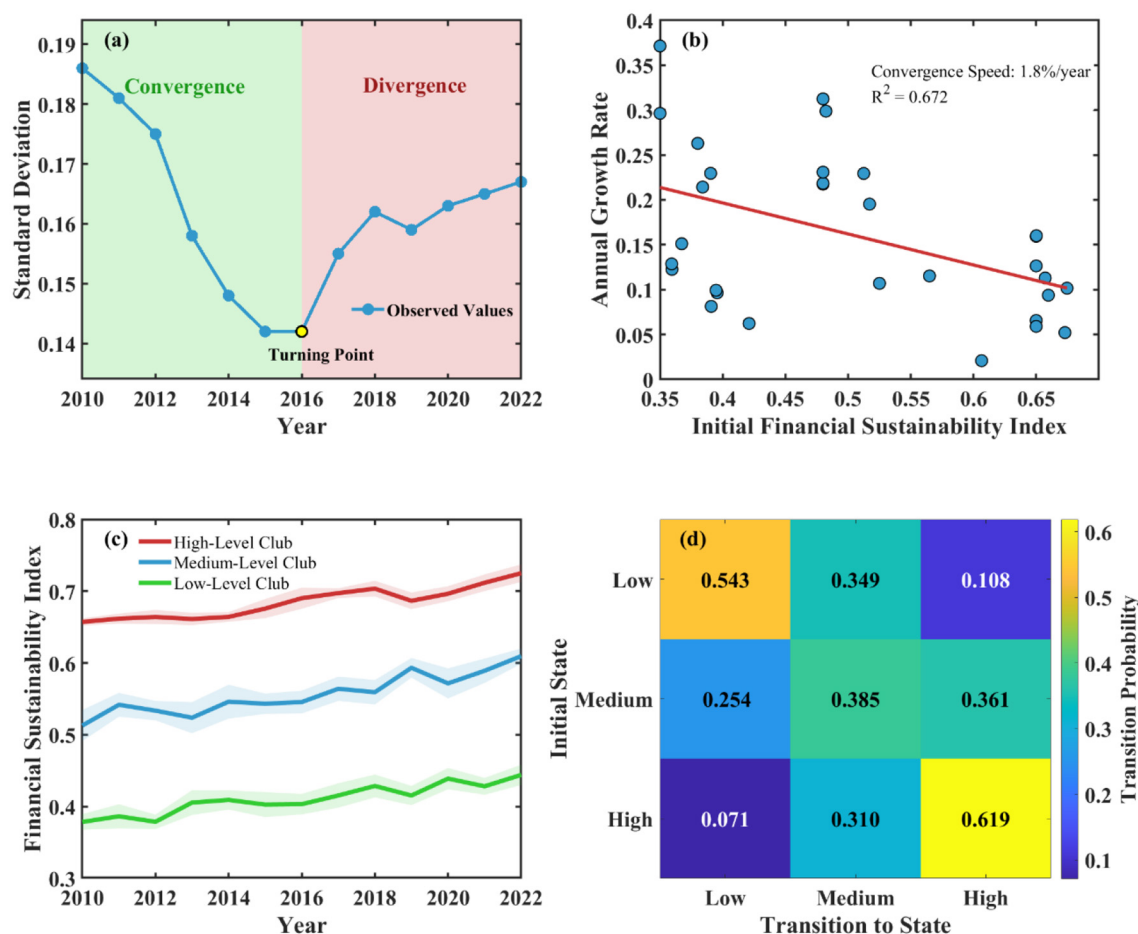 (a)
Convergence
Divergence
Observed Values
Turning Point
0.19
0.18
0.17
0.16
0.15
0.14
Standard Deviation
2010 2012 2014 2016 2018 2020 2022
Year
(b)
Convergence Speed: 1.8%/year
R² = 0.672
0.4
0.35
0.3
0.25
0.2
0.15
0.1
0.05
0
Annual Growth Rate
0.35 0.4 0.45 0.5 0.55 0.6 0.65
Initial Financial Sustainability Index
(c)
High-Level Club
Medium-Level Club
Low-Level Club
0.8
0.7
0.6
0.5
0.4
0.3
Financial Sustainability Index
2010 2012 2014 2016 2018 2020 2022
Year
(d)
Low
0.543 0.349 0.108
Medium
0.254 0.385 0.361
High
0.071 0.310 0.619
Initial State
Low Medium High
Transition to State
0.6
0.5
0.4
0.3
0.2
0.1
Transition Probability